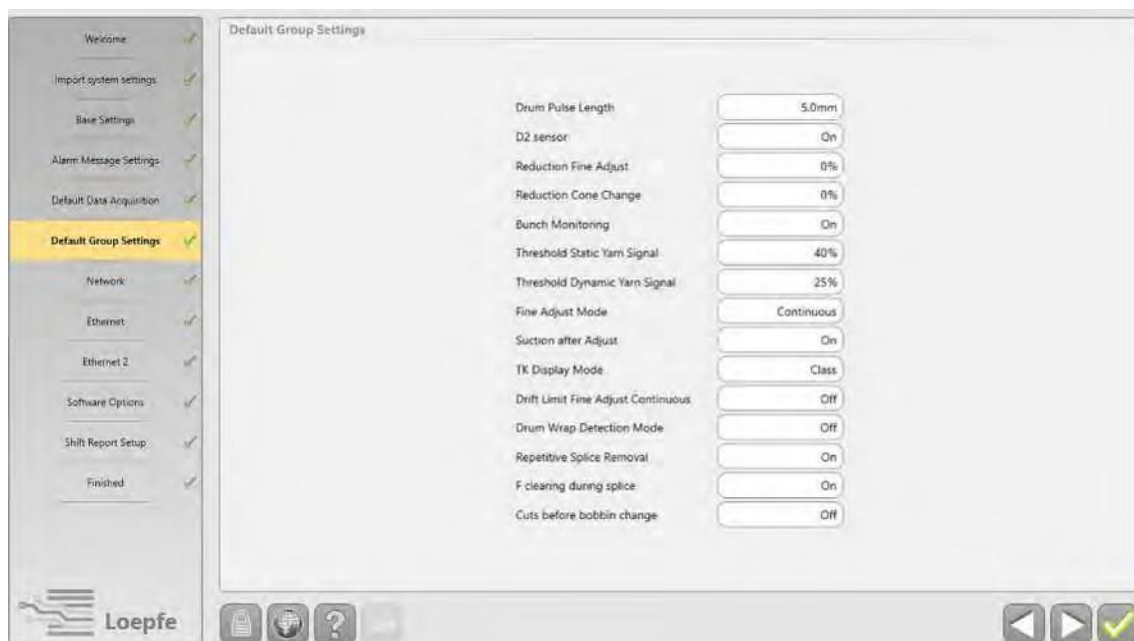 Welcome
Import system settings
Base Settings
Alarm Message Settings
Default Data Acquisition
Default Group Settings
Network
Ethernet
Ethernet 2
Software Options
Shift Report Setup
Finished
Loepfe
Default Group Settings
Drum Pulse Length 5.0mm
D2 sensor On
Reduction Fine Adjust 0%
Reduction Cone Change 0%
Bunch Monitoring On
Threshold Static Yarn Signal 40%
Threshold Dynamic Yarn Signal 25%
Fine Adjust Mode Continuous
Suction after Adjust On
TK Display Mode Class
Drift Limit Fine Adjust Continuous Off
Drum Wrap Detection Mode Off
Repetitive Splice Removal On
F clearing during splice On
Cuts before bobbin change Off
?